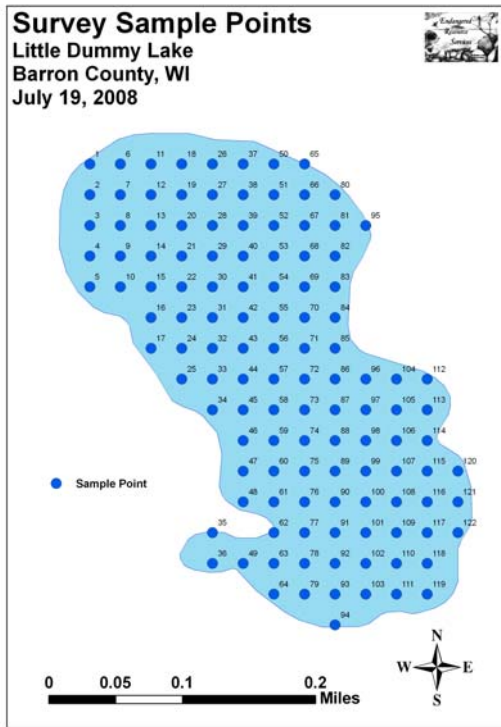 Survey Sample Points
Little Dummy Lake
Barron County, WI
July 19, 2008
Endangered
Resource
Services
1 6 11 18 26 37 50 65
2 7 12 19 27 38 51 66 80
3 8 13 20 28 39 52 67 81 95
4 9 14 21 29 40 53 68 82
5 10 15 22 30 41 54 69 83
16 23 31 42 55 70 84
17 24 32 43 56 71 85
25 33 44 57 72 86 96 104 112
34 45 58 73 87 97 105 113
46 59 74 88 98 106 114
47 60 75 89 99 107 115 120
48 61 76 90 100 108 116 121
Sample Point
35 62 77 91 101 109 117 122
36 49 63 78 92 102 110 118
64 79 93 103 111 119
94
N
W E
S
0 0.05 0.1 0.2
Miles